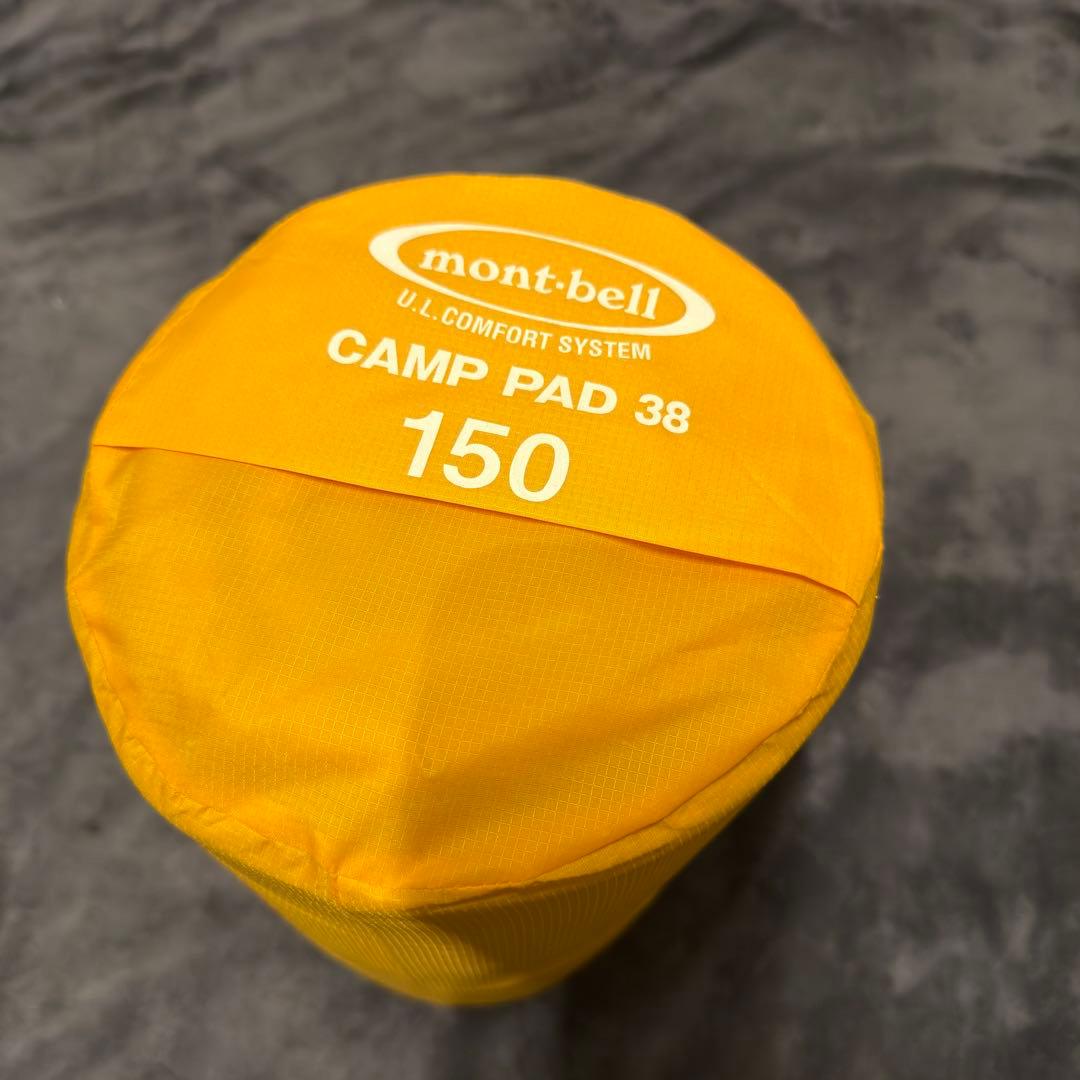 mont·bell
U.L. COMFORT SYSTEM
CAMP PAD 38
150